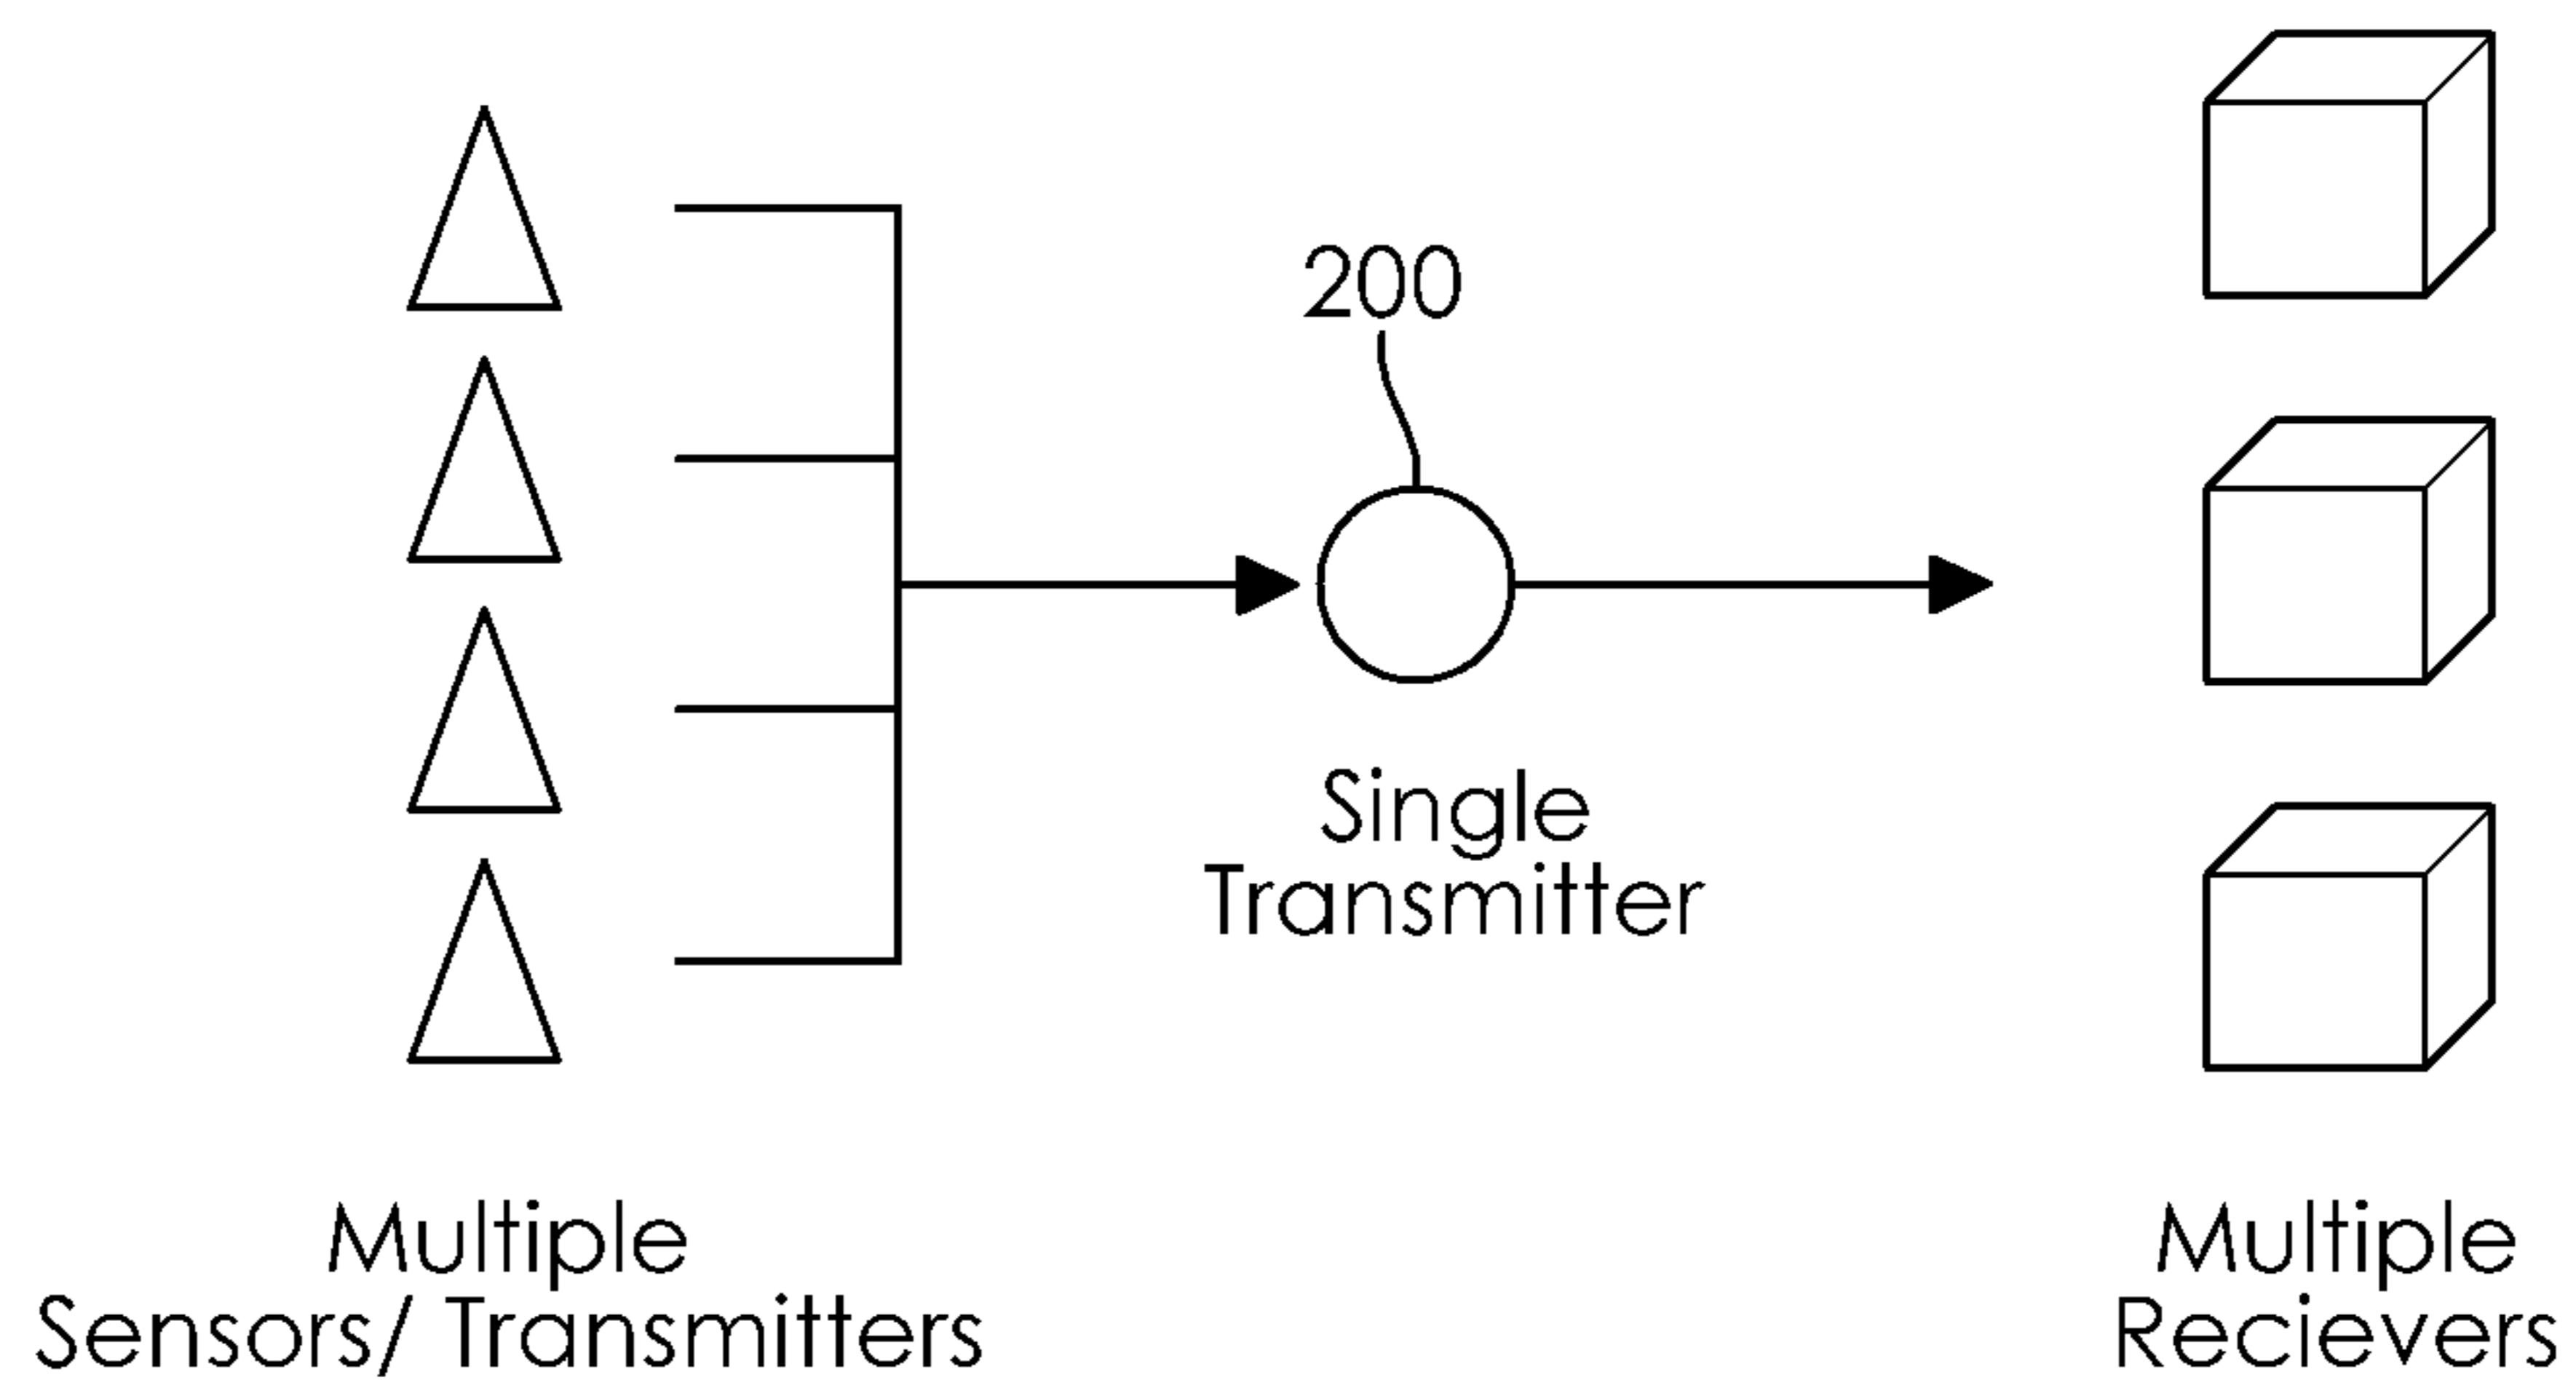 200
Single
Transmitter
Multiple
Sensors/ Transmitters
Multiple
Recievers